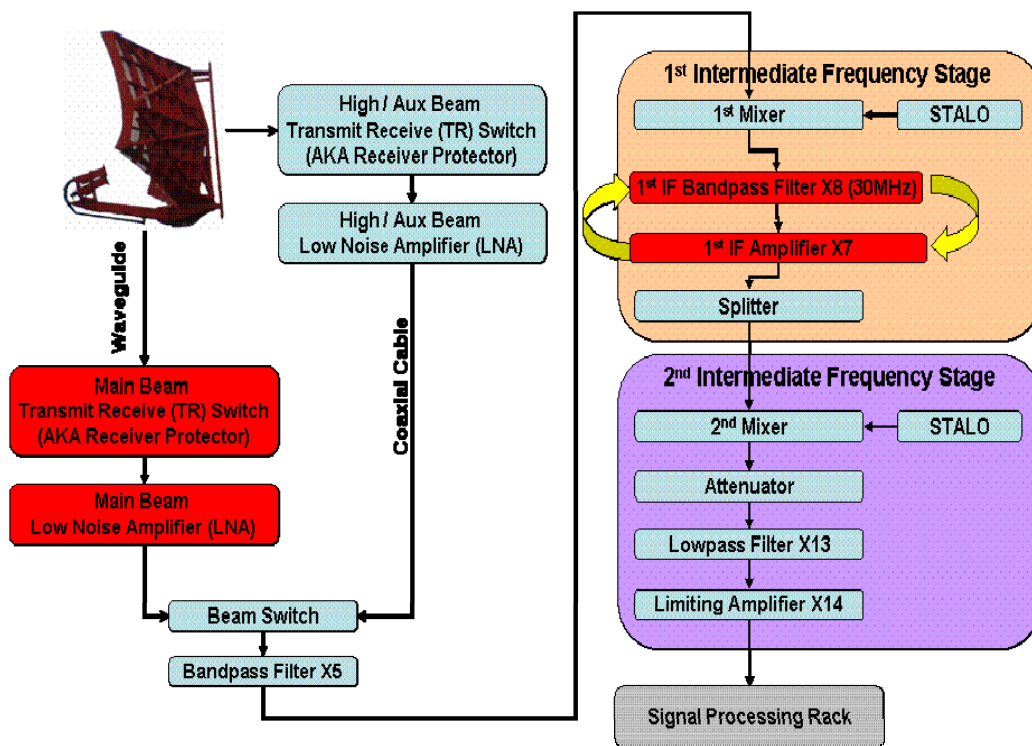 High / Aux Beam
Transmit Receive (TR) Switch
(AKA Receiver Protector)
High / Aux Beam
Low Noise Amplifier (LNA)
Waveguide
Coaxial Cable
Main Beam
Transmit Receive (TR) Switch
(AKA Receiver Protector)
Main Beam
Low Noise Amplifier (LNA)
Beam Switch
Bandpass Filter X5
1st Intermediate Frequency Stage
1st Mixer
STALO
1st IF Bandpass Filter X8 (30MHz)
1st IF Amplifier X7
Splitter
2nd Intermediate Frequency Stage
2nd Mixer
STALO
Attenuator
Lowpass Filter X13
Limiting Amplifier X14
Signal Processing Rack